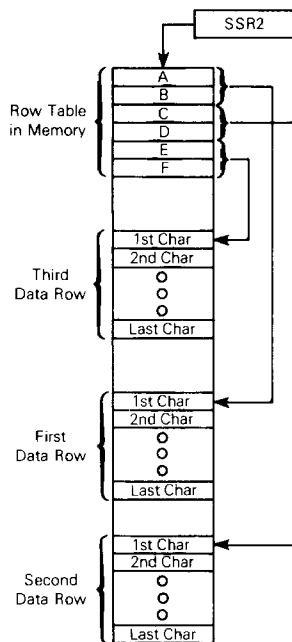 SSR2
Row Table
in Memory
A
B
C
D
E
F
Third
Data Row
1st Char
2nd Char
Last Char
First
Data Row
1st Char
2nd Char
Last Char
Second
Data Row
1st Char
2nd Char
Last Char